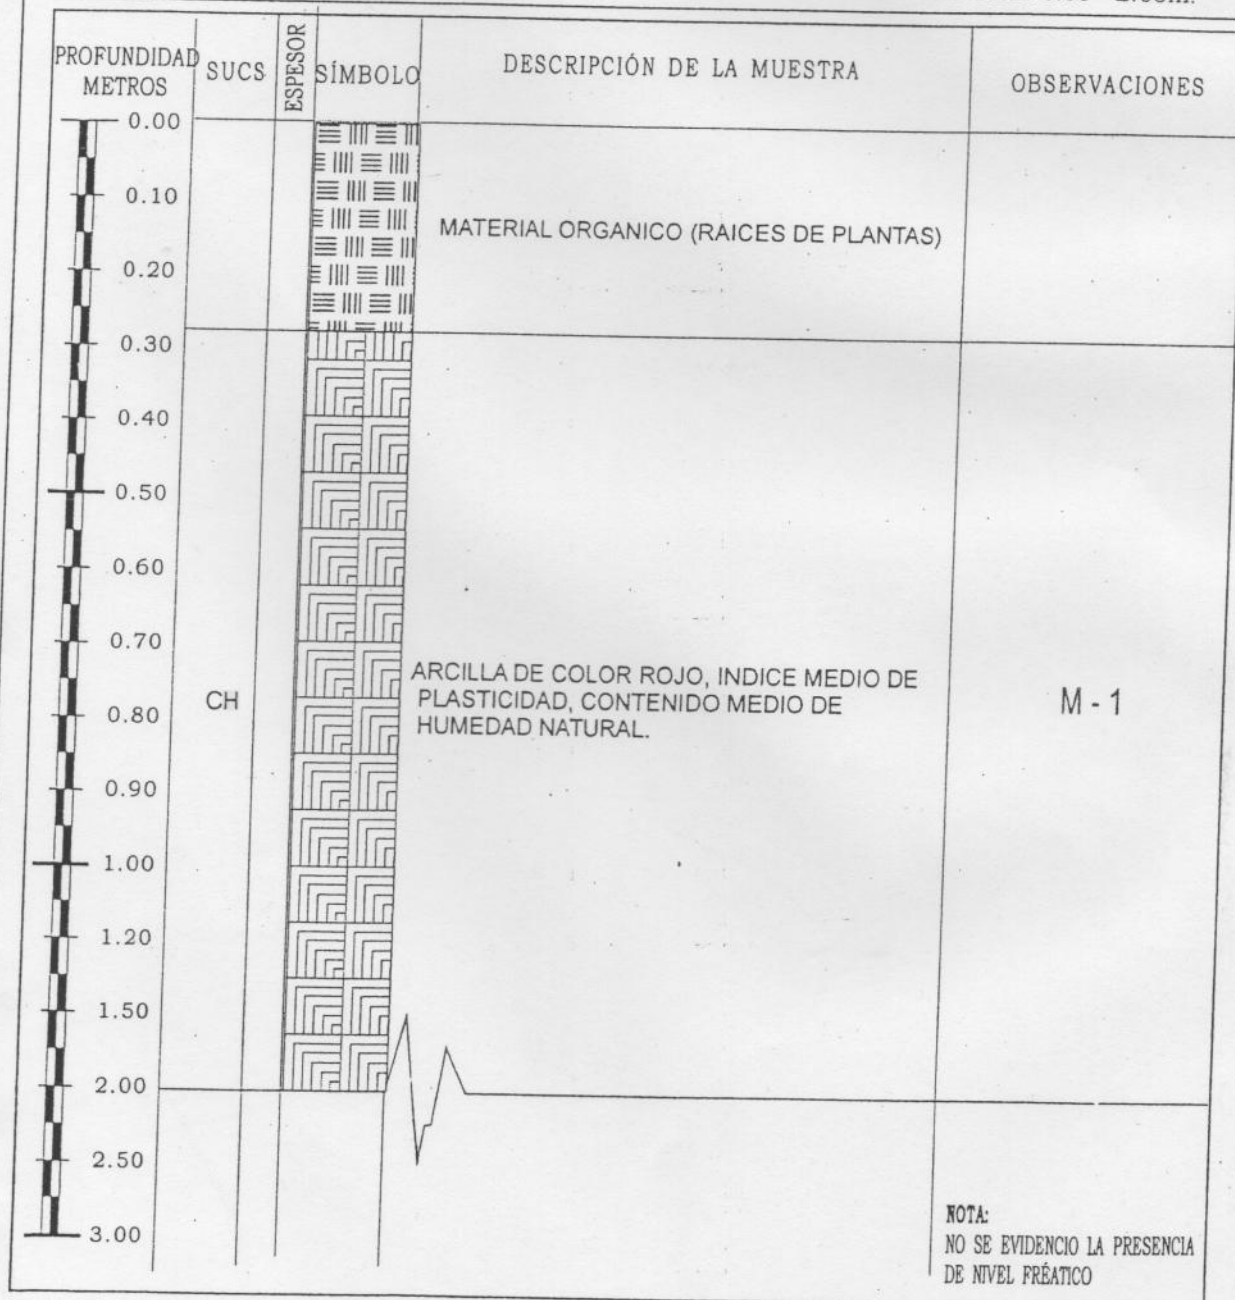 PROFUNDIDAD
METROS
SUCS
ESPESOR
SÍMBOLO
DESCRIPCIÓN DE LA MUESTRA
OBSERVACIONES
0.00
0.10
MATERIAL ORGANICO (RAICES DE PLANTAS)
0.20
0.30
0.40
0.50
0.60
0.70
ARCILLA DE COLOR ROJO, INDICE MEDIO DE
PLASTICIDAD, CONTENIDO MEDIO DE
HUMEDAD NATURAL.
CH
M - 1
0.80
0.90
1.00
1.20
1.50
2.00
2.50
3.00
NOTA:
NO SE EVIDENCIO LA PRESENCIA
DE NIVEL FRÉATICO